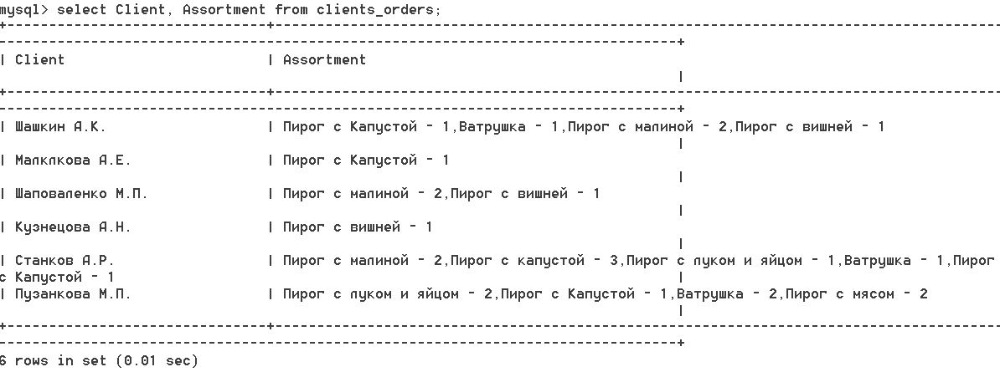 mysql> select Client, Assortment from clients_orders;
| Client | Assortment
|
| Шашкин А.К. | Пирог с Капустой - 1,Ватрушка - 1,Пирог с малиной - 2,Пирог с вишней - 1
|
| Малклкова А.Е. | Пирог с Капустой - 1
|
| Шаповаленко М.П. | Пирог с малиной - 2,Пирог с вишней - 1
|
| Кузнецова А.Н. | Пирог с вишней - 1
|
| Станков А.Р. | Пирог с малиной - 2,Пирог с капустой - 3,Пирог с луком и яйцом - 1,Ватрушка - 1,Пирог
с Капустой - 1 |
| Пузанкова М.П. | Пирог с луком и яйцом - 2,Пирог с Капустой - 1,Ватрушка - 2,Пирог с мясом - 2
|
6 rows in set (0.01 sec)